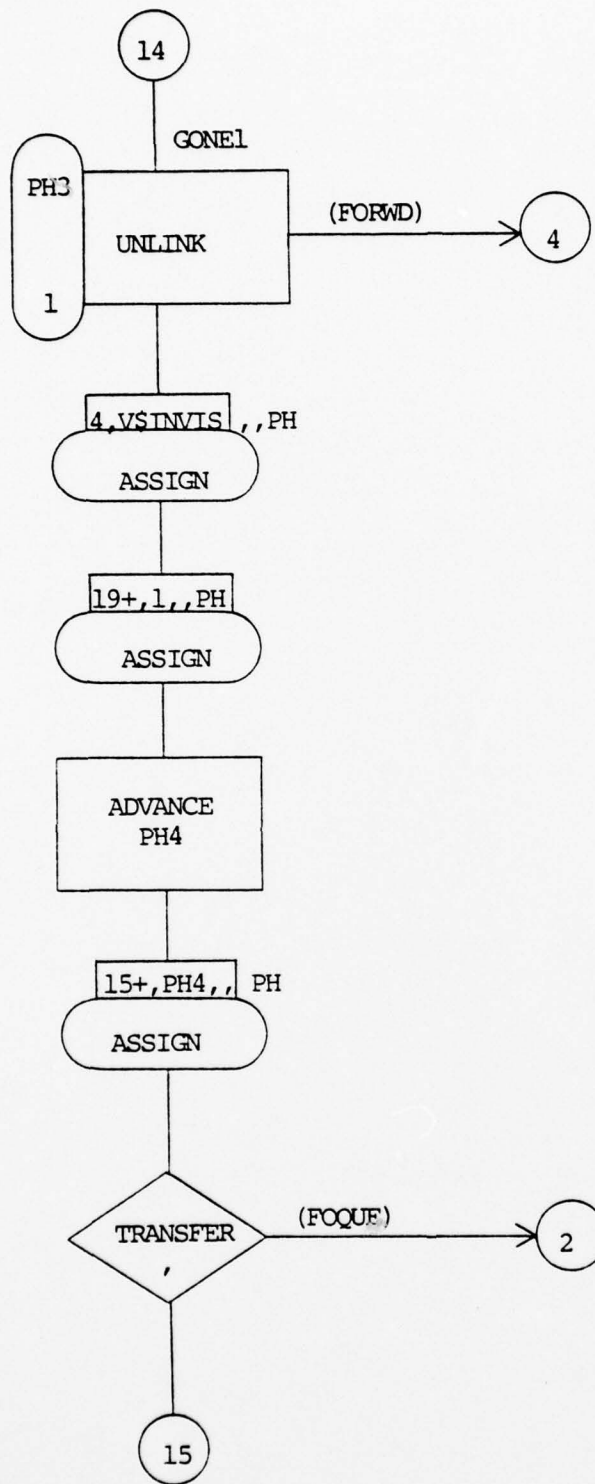 14
GONE1
PH3
(FORWD)
UNLINK
4
1
4,V$INVIS ,,PH
ASSIGN
19+,1,,PH
ASSIGN
ADVANCE
PH4
15+,PH4,, PH
ASSIGN
(FOQUE)
TRANSFER
,
2
15